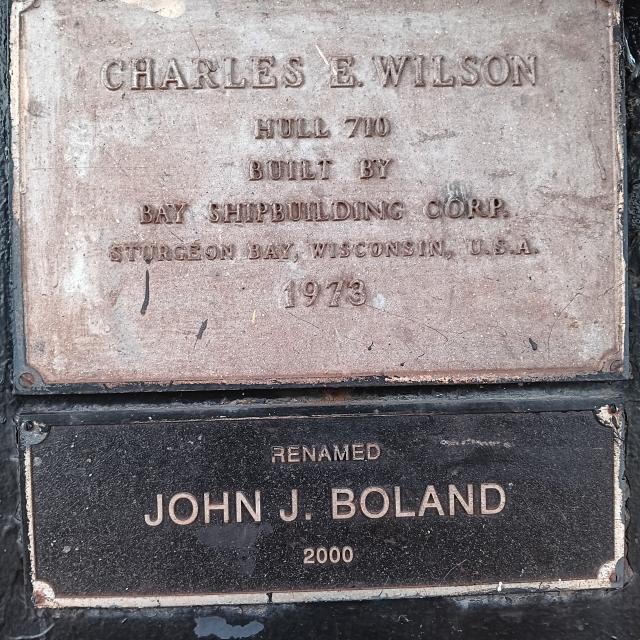 CHARLES E. WILSON
HULL 710
BUILT BY
BAY SHIPBUILDING CORP.
STURGEON BAY, WISCONSIN, U.S.A.
1973
RENAMED
JOHN J. BOLAND
2000